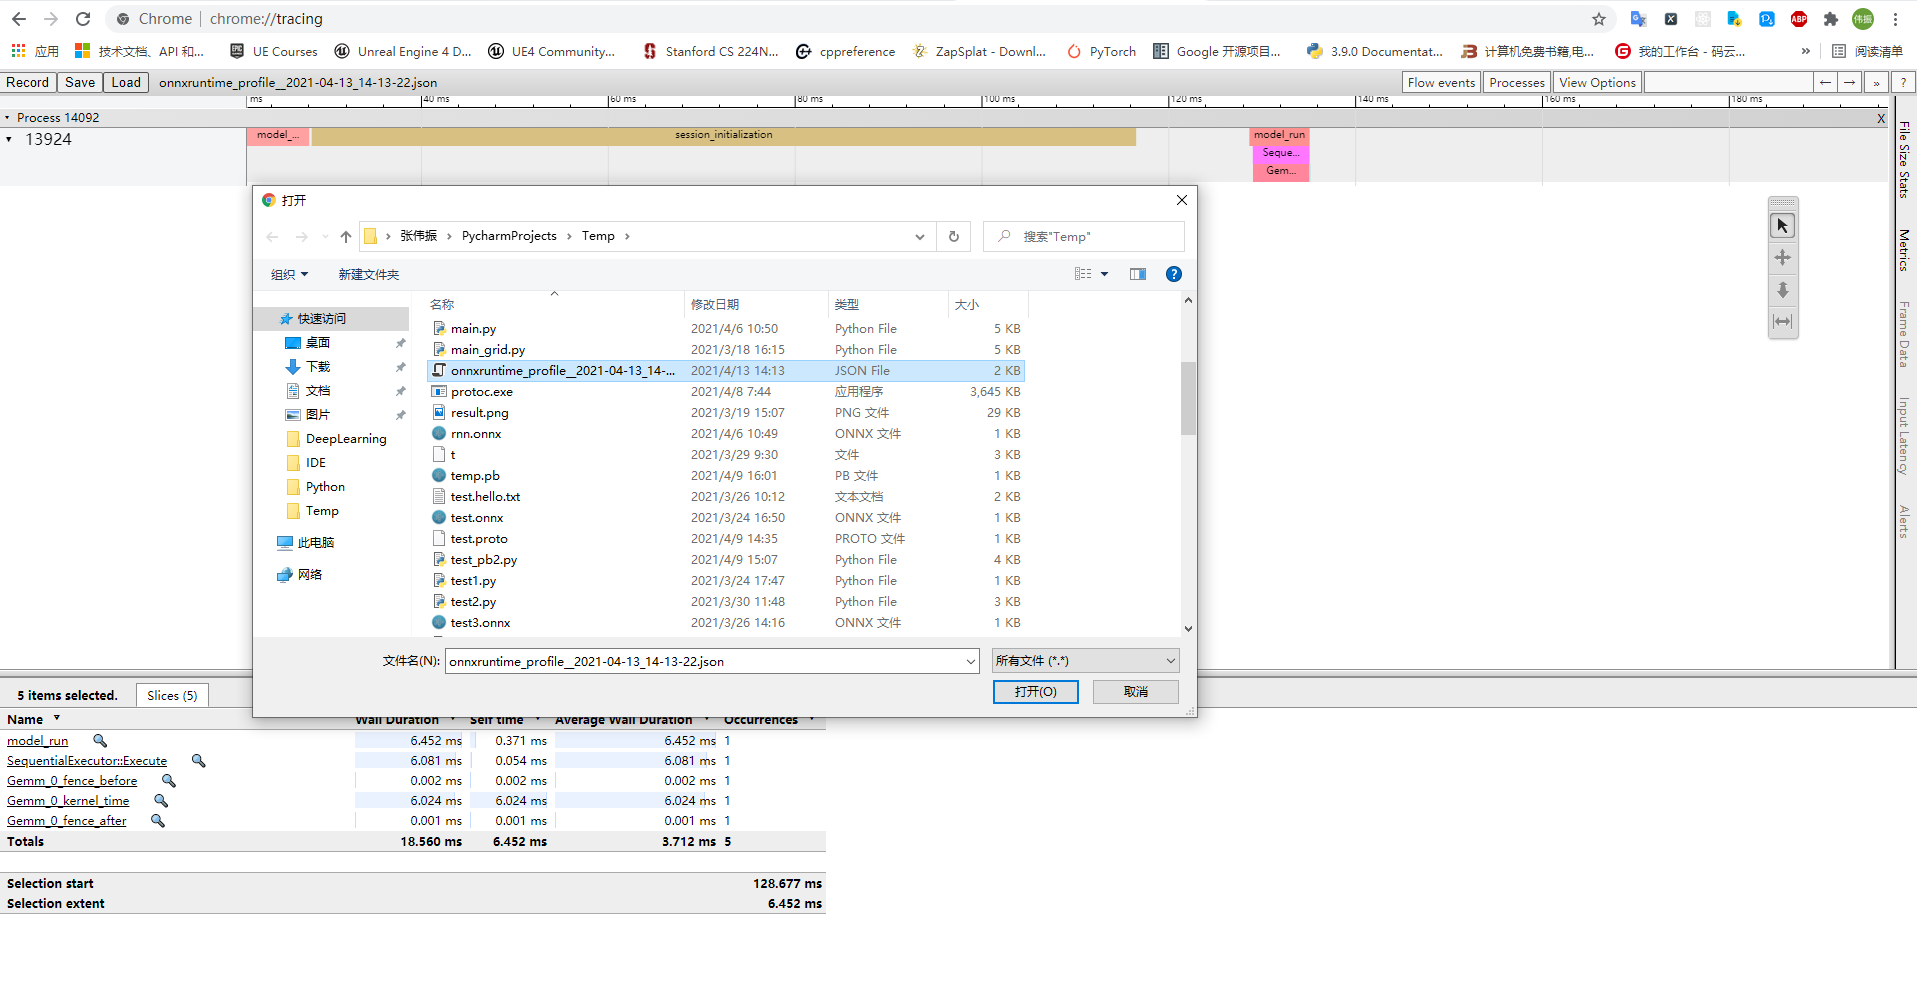 Chrome chrome://tracing 伟振
应用 技术文档、API 和... UE Courses Unreal Engine 4 D... UE4 Community... Stanford CS 224N... cppreference ZapSplat - Downl... PyTorch Google 开源项目... 3.9.0 Documentat... 计算机免费书籍,电... 我的工作台 - 码云... » 阅读清单
Record Save Load onnxruntime_profile__2021-04-13_14-13-22.json Flow events Processes View Options ← → » ?
ms 40 ms 60 ms 80 ms 100 ms 120 ms 140 ms 160 ms 180 ms
Process 14092 X
13924 model_... session_initialization model_run
Seque...
Gem...
File Size Stats
Metrics
Frame Data
Input Latency
Alerts
打开
张伟振 › PycharmProjects › Temp › 搜索"Temp"
组织 新建文件夹
名称 修改日期 类型 大小
快速访问
桌面
下载
文档
图片
DeepLearning
IDE
Python
Temp
此电脑
网络
main.py 2021/4/6 10:50 Python File 5 KB
main_grid.py 2021/3/18 16:15 Python File 5 KB
onnxruntime_profile__2021-04-13_14-... 2021/4/13 14:13 JSON File 2 KB
protoc.exe 2021/4/8 7:44 应用程序 3,645 KB
result.png 2021/3/19 15:07 PNG 文件 29 KB
rnn.onnx 2021/4/6 10:49 ONNX 文件 1 KB
t 2021/3/29 9:30 文件 3 KB
temp.pb 2021/4/9 16:01 PB 文件 1 KB
test.hello.txt 2021/3/26 10:12 文本文档 2 KB
test.onnx 2021/3/24 16:50 ONNX 文件 1 KB
test.proto 2021/4/9 14:35 PROTO 文件 1 KB
test_pb2.py 2021/4/9 15:07 Python File 4 KB
test1.py 2021/3/24 17:47 Python File 1 KB
test2.py 2021/3/30 11:48 Python File 3 KB
test3.onnx 2021/3/26 14:16 ONNX 文件 1 KB
文件名(N): onnxruntime_profile__2021-04-13_14-13-22.json 所有文件 (*.*)
打开(O) 取消
5 items selected. Slices (5)
Name Wall Duration Self time Average Wall Duration Occurrences
model_run 6.452 ms 0.371 ms 6.452 ms 1
SequentialExecutor::Execute 6.081 ms 0.054 ms 6.081 ms 1
Gemm_0_fence_before 0.002 ms 0.002 ms 0.002 ms 1
Gemm_0_kernel_time 6.024 ms 6.024 ms 6.024 ms 1
Gemm_0_fence_after 0.001 ms 0.001 ms 0.001 ms 1
Totals 18.560 ms 6.452 ms 3.712 ms 5
Selection start 128.677 ms
Selection extent 6.452 ms